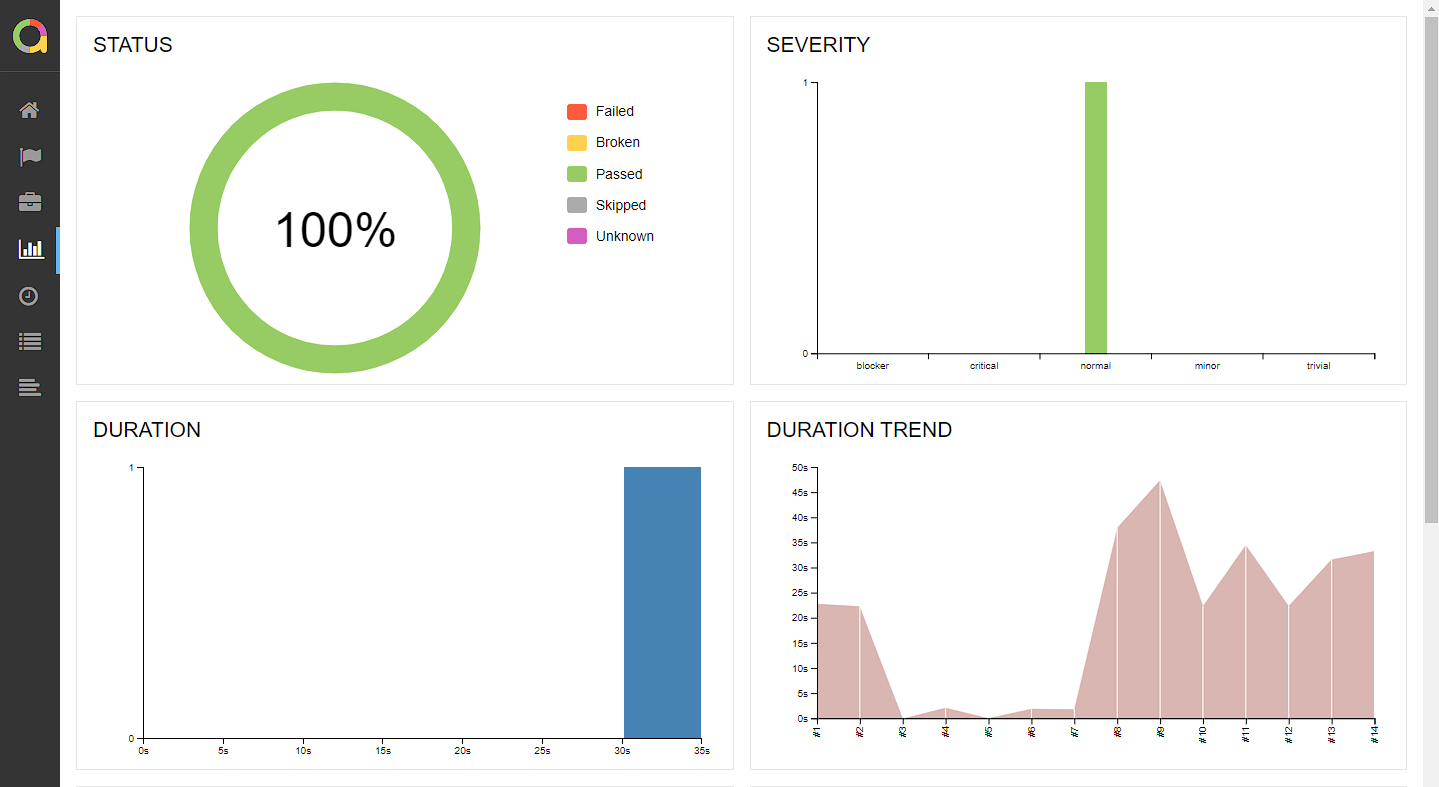 STATUS
100%
Failed
Broken
Passed
Skipped
Unknown
SEVERITY
1
0
blocker critical normal minor trivial
DURATION
1
0
0s 5s 10s 15s 20s 25s 30s 35s
DURATION TREND
50s
45s
40s
35s
30s
25s
20s
15s
10s
5s
0s
#1 #2 #3 #4 #5 #6 #7 #8 #9 #10 #11 #12 #13 #14